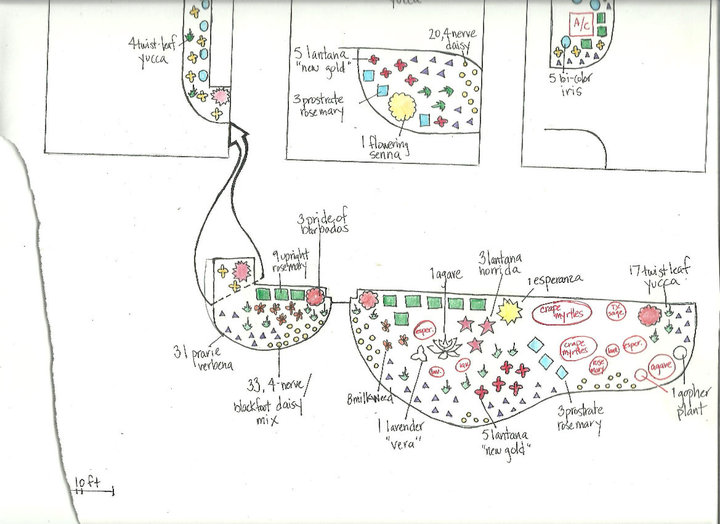 yucca
4 twist-leaf
yucca
5 lantana
"new gold"
20, 4-nerve
daisy
3 prostrate
rosemary
1 flowering
senna
A/C
5 bi-color
iris
3 pride of
barbados
9 upright
rosemary
31 prarie
verbena
33, 4-nerve/
blackfoot daisy
mix
1 agave
3 lantana
horrida
1 esperanza
17 twist leaf
yucca
crape
myrtles
TX
sage
esper.
crape
myrtles
esper.
lant.
rose
mary
agave
lav.
8 milkweed
1 lavender
"vera"
5 lantana
"new gold"
3 prostrate
rosemary
1 gopher
plant
10 ft